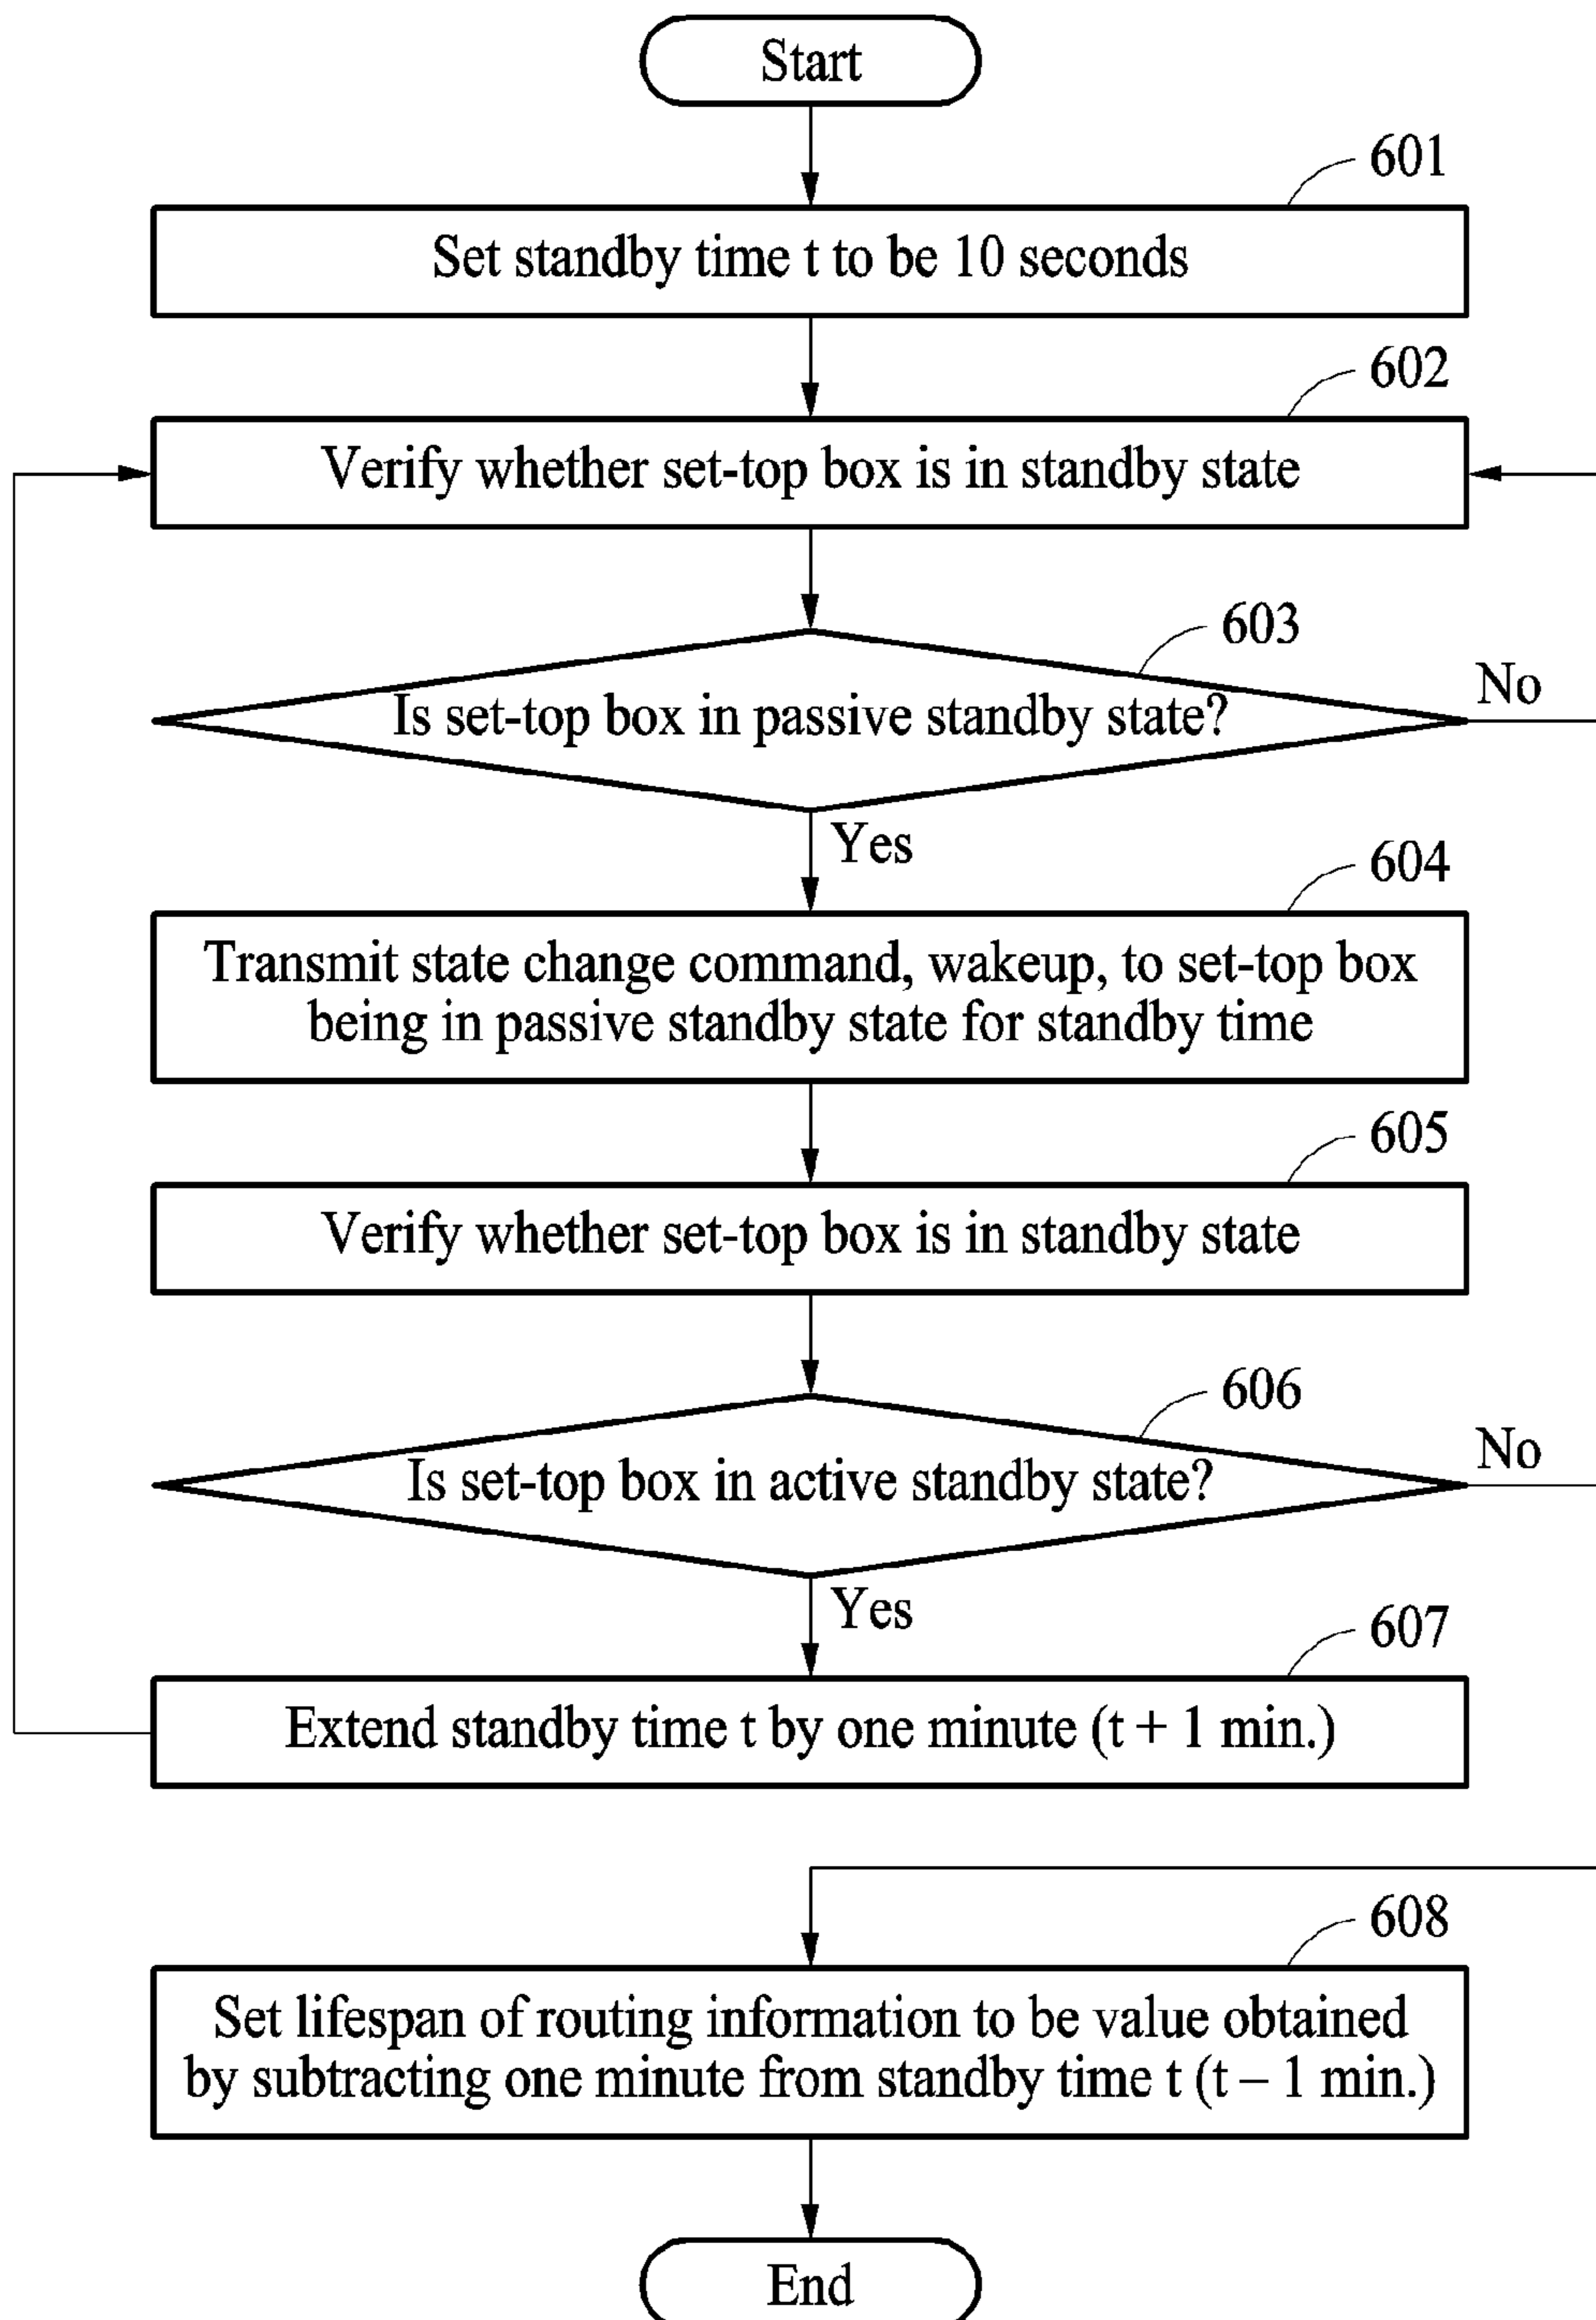 Start
601
Set standby time t to be 10 seconds
602
Verify whether set-top box is in standby state
603
Is set-top box in passive standby state?
No
Yes
604
Transmit state change command, wakeup, to set-top box
being in passive standby state for standby time
605
Verify whether set-top box is in standby state
606
Is set-top box in active standby state?
No
Yes
607
Extend standby time t by one minute (t + 1 min.)
608
Set lifespan of routing information to be value obtained
by subtracting one minute from standby time t (t – 1 min.)
End